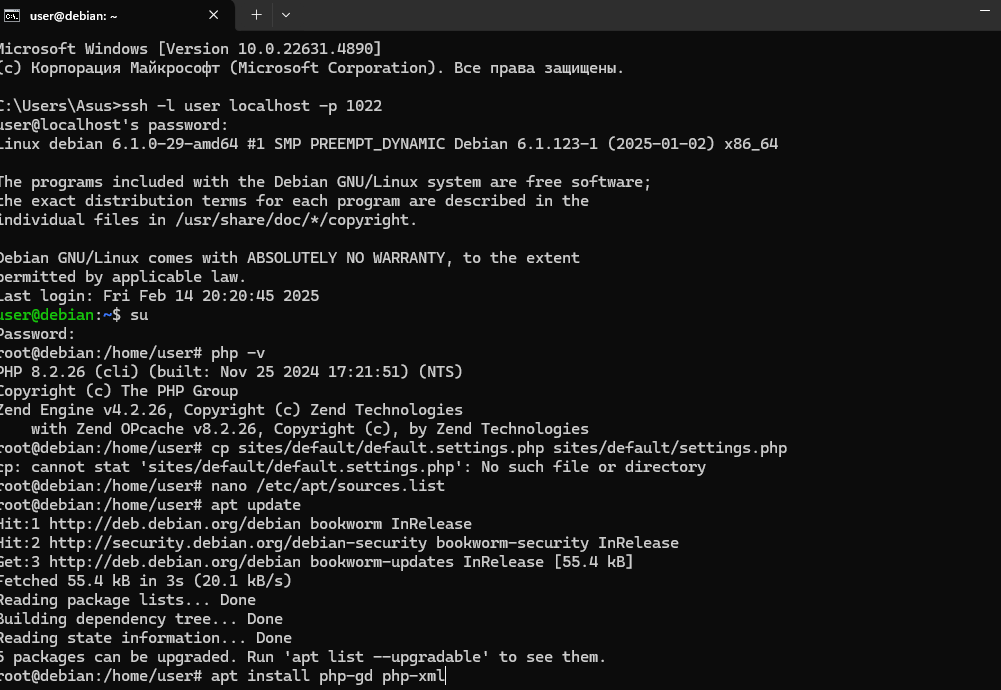 user@debian: ~
Microsoft Windows [Version 10.0.22631.4890]
(c) Корпорация Майкрософт (Microsoft Corporation). Все права защищены.
C:\Users\Asus>ssh -l user localhost -p 1022
user@localhost's password:
Linux debian 6.1.0-29-amd64 #1 SMP PREEMPT_DYNAMIC Debian 6.1.123-1 (2025-01-02) x86_64
The programs included with the Debian GNU/Linux system are free software;
the exact distribution terms for each program are described in the
individual files in /usr/share/doc/*/copyright.
Debian GNU/Linux comes with ABSOLUTELY NO WARRANTY, to the extent
permitted by applicable law.
Last login: Fri Feb 14 20:20:45 2025
user@debian:~$ su
Password:
root@debian:/home/user# php -v
PHP 8.2.26 (cli) (built: Nov 25 2024 17:21:51) (NTS)
Copyright (c) The PHP Group
Zend Engine v4.2.26, Copyright (c) Zend Technologies
    with Zend OPcache v8.2.26, Copyright (c), by Zend Technologies
root@debian:/home/user# cp sites/default/default.settings.php sites/default/settings.php
cp: cannot stat 'sites/default/default.settings.php': No such file or directory
root@debian:/home/user# nano /etc/apt/sources.list
root@debian:/home/user# apt update
Hit:1 http://deb.debian.org/debian bookworm InRelease
Hit:2 http://security.debian.org/debian-security bookworm-security InRelease
Get:3 http://deb.debian.org/debian bookworm-updates InRelease [55.4 kB]
Fetched 55.4 kB in 3s (20.1 kB/s)
Reading package lists... Done
Building dependency tree... Done
Reading state information... Done
5 packages can be upgraded. Run 'apt list --upgradable' to see them.
root@debian:/home/user# apt install php-gd php-xml